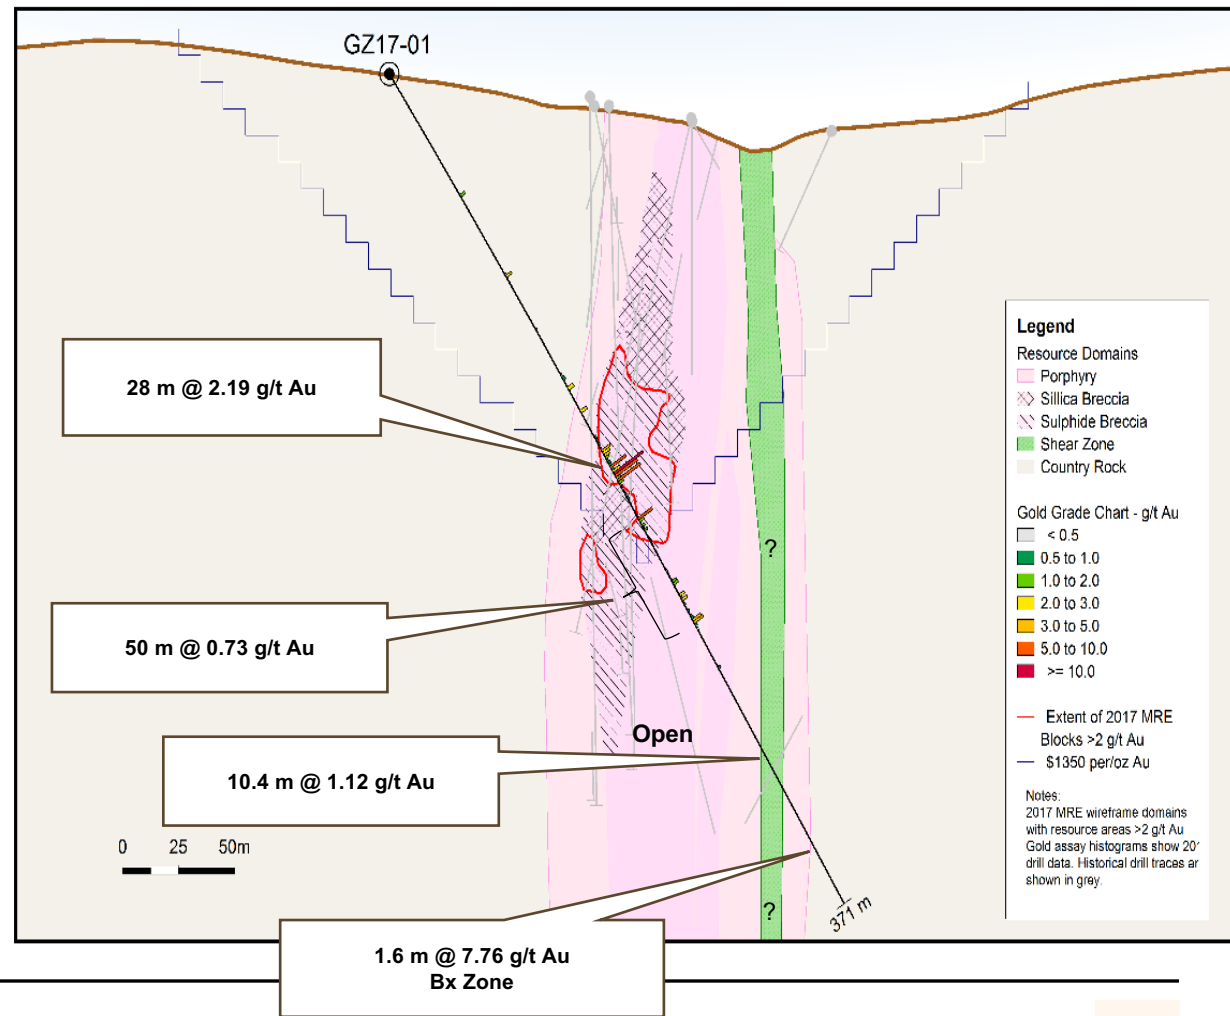 GZ17-01
28 m @ 2.19 g/t Au
50 m @ 0.73 g/t Au
?
Open
10.4 m @ 1.12 g/t Au
0 25 50m
?
371 m
1.6 m @ 7.76 g/t Au
Bx Zone
Legend
Resource Domains
Porphyry
Sillica Breccia
Sulphide Breccia
Shear Zone
Country Rock
Gold Grade Chart - g/t Au
< 0.5
0.5 to 1.0
1.0 to 2.0
2.0 to 3.0
3.0 to 5.0
5.0 to 10.0
>= 10.0
Extent of 2017 MRE
Blocks >2 g/t Au
$1350 per/oz Au
Notes:
2017 MRE wireframe domains
with resource areas >2 g/t Au
Gold assay histograms show
drill data. Historical drill traces
shown in grey.